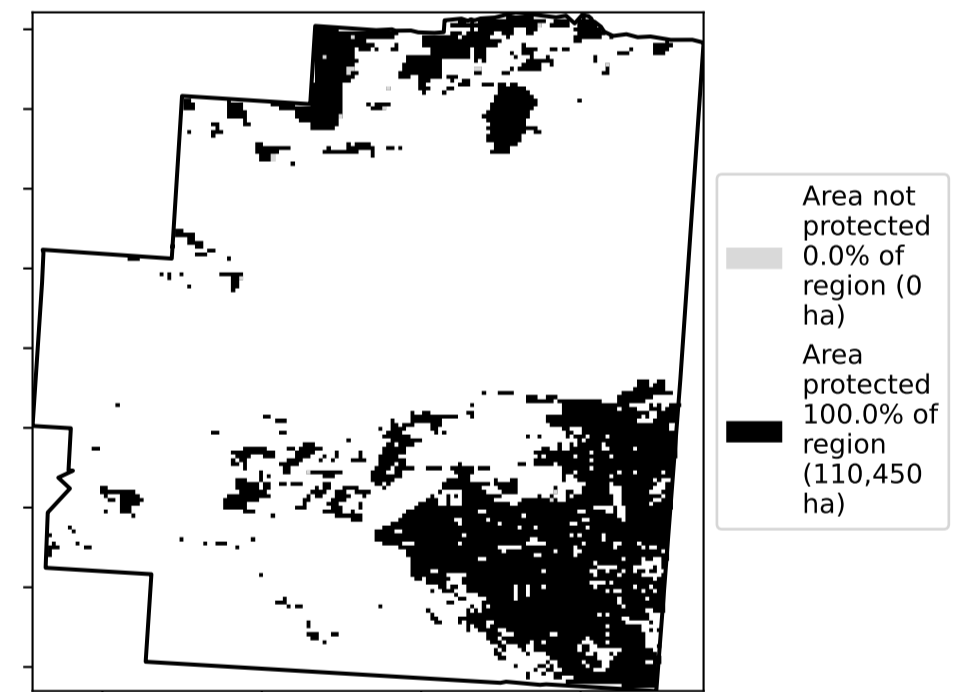 Area not
protected
0.0% of
region (0
ha)
Area
protected
100.0% of
region
(110,450
ha)